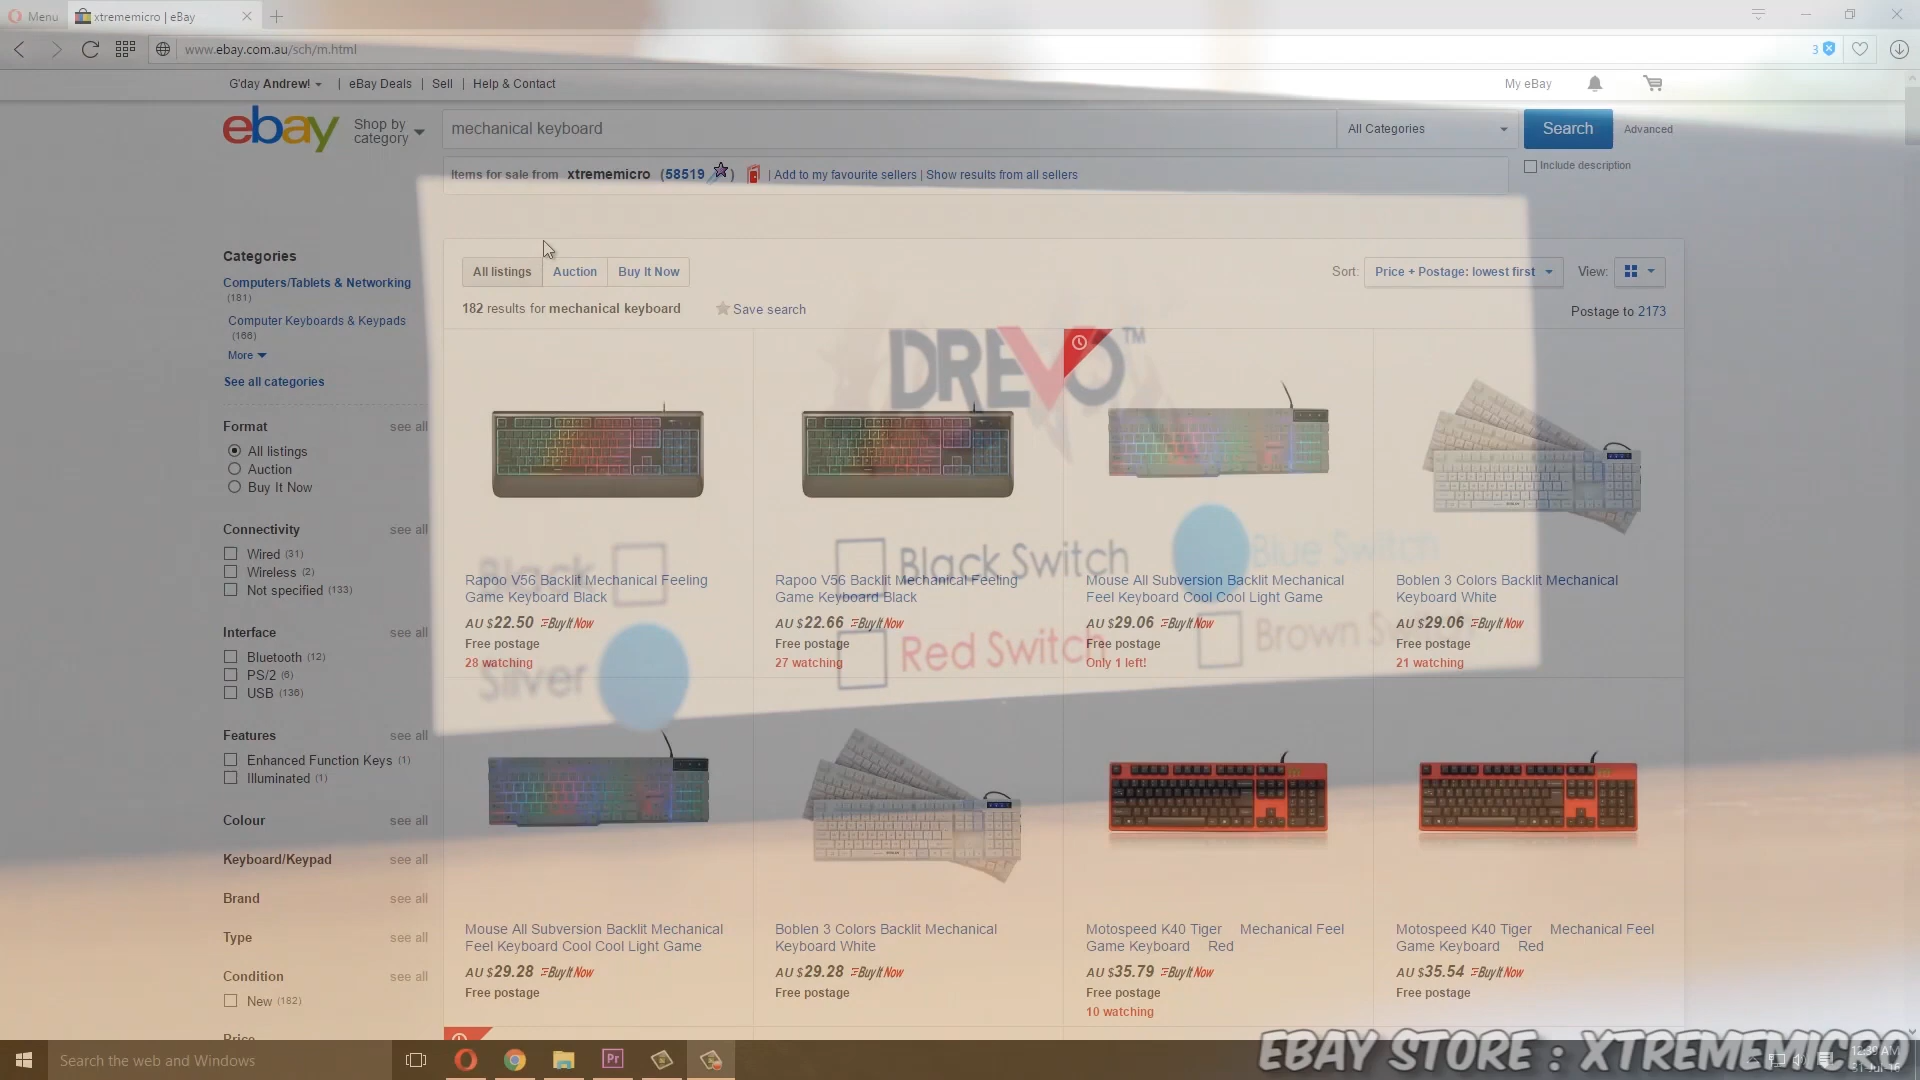 Menu
xtrememicro | eBay
www.ebay.com.au/sch/m.html
3
G'day Andrew! | eBay Deals | Sell | Help & Contact
My eBay
ebay
Shop by category
mechanical keyboard
All Categories
Search
Advanced
Include description
Items for sale from xtrememicro (58519) | Add to my favourite sellers | Show results from all sellers
Categories
Computers/Tablets & Networking
(181)
Computer Keyboards & Keypads
(166)
More
See all categories
Format see all
All listings
Auction
Buy It Now
Connectivity see all
Wired (31)
Wireless (2)
Not specified (133)
Interface see all
Bluetooth (12)
PS/2 (6)
USB (136)
Features see all
Enhanced Function Keys (1)
Illuminated (1)
Colour see all
Keyboard/Keypad see all
Brand see all
Type see all
Condition see all
New (182)
Price
All listings Auction Buy It Now
Sort: Price + Postage: lowest first View:
182 results for mechanical keyboard Save search
Postage to 2173
DREVO™
Black
Black Switch
Blue Switch
Silver
Red Switch
Brown Switch
Rapoo V56 Backlit Mechanical Feeling
Game Keyboard Black
AU $22.50 Buy It Now
Free postage
28 watching
Rapoo V56 Backlit Mechanical Feeling
Game Keyboard Black
AU $22.66 Buy It Now
Free postage
27 watching
Mouse All Subversion Backlit Mechanical
Feel Keyboard Cool Cool Light Game
AU $29.06 Buy It Now
Free postage
Only 1 left!
Boblen 3 Colors Backlit Mechanical
Keyboard White
AU $29.06 Buy It Now
Free postage
21 watching
Mouse All Subversion Backlit Mechanical
Feel Keyboard Cool Cool Light Game
AU $29.28 Buy It Now
Free postage
Boblen 3 Colors Backlit Mechanical
Keyboard White
AU $29.28 Buy It Now
Free postage
Motospeed K40 Tiger Mechanical Feel
Game Keyboard Red
AU $35.79 Buy It Now
Free postage
10 watching
Motospeed K40 Tiger Mechanical Feel
Game Keyboard Red
AU $35.54 Buy It Now
Free postage
Search the web and Windows
Pr
EBAY STORE : XTREMEMICRO
12:39 AM
31-Jul-16